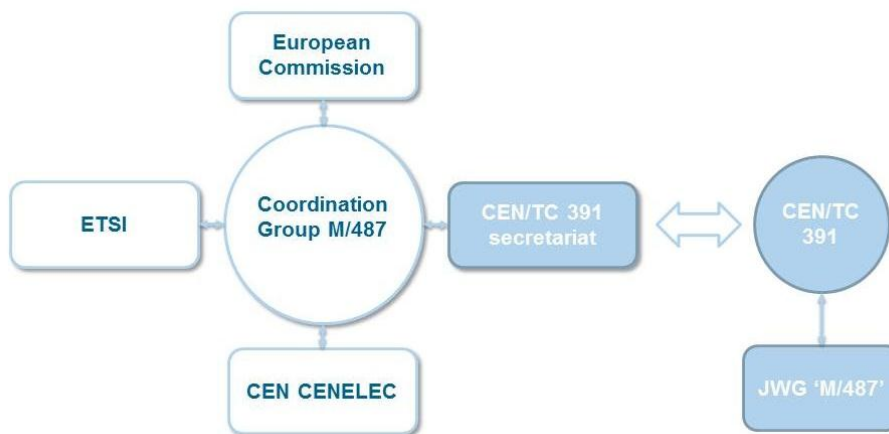 European
Commission
ETSI
Coordination
Group M/487
CEN/TC 391
secretariat
CEN/TC
391
CEN CENELEC
JWG ‘M/487’